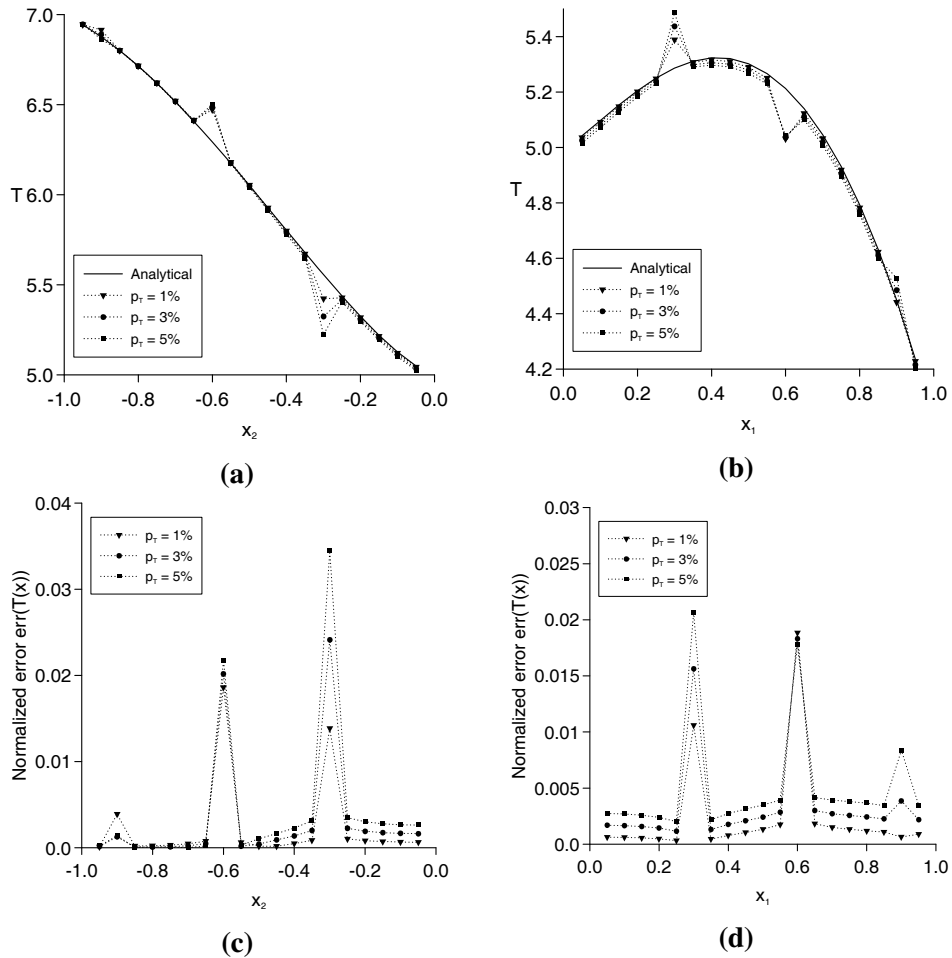 7.0
6.5
T 6.0
5.5
5.0
Analytical
p_T = 1%
p_T = 3%
p_T = 5%
-1.0 -0.8 -0.6 -0.4 -0.2 0.0
x_2
(a)
5.4
5.2
5.0
T
4.8
4.6
4.4
4.2
Analytical
p_T = 1%
p_T = 3%
p_T = 5%
0.0 0.2 0.4 0.6 0.8 1.0
x_1
(b)
0.04
0.03
0.02
0.01
0.0
Normalized error err(T(x))
p_T = 1%
p_T = 3%
p_T = 5%
-1.0 -0.8 -0.6 -0.4 -0.2 0.0
x_2
(c)
0.03
0.025
0.02
0.015
0.01
0.005
0.0
Normalized error err(T(x))
p_T = 1%
p_T = 3%
p_T = 5%
0.0 0.2 0.4 0.6 0.8 1.0
x_1
(d)